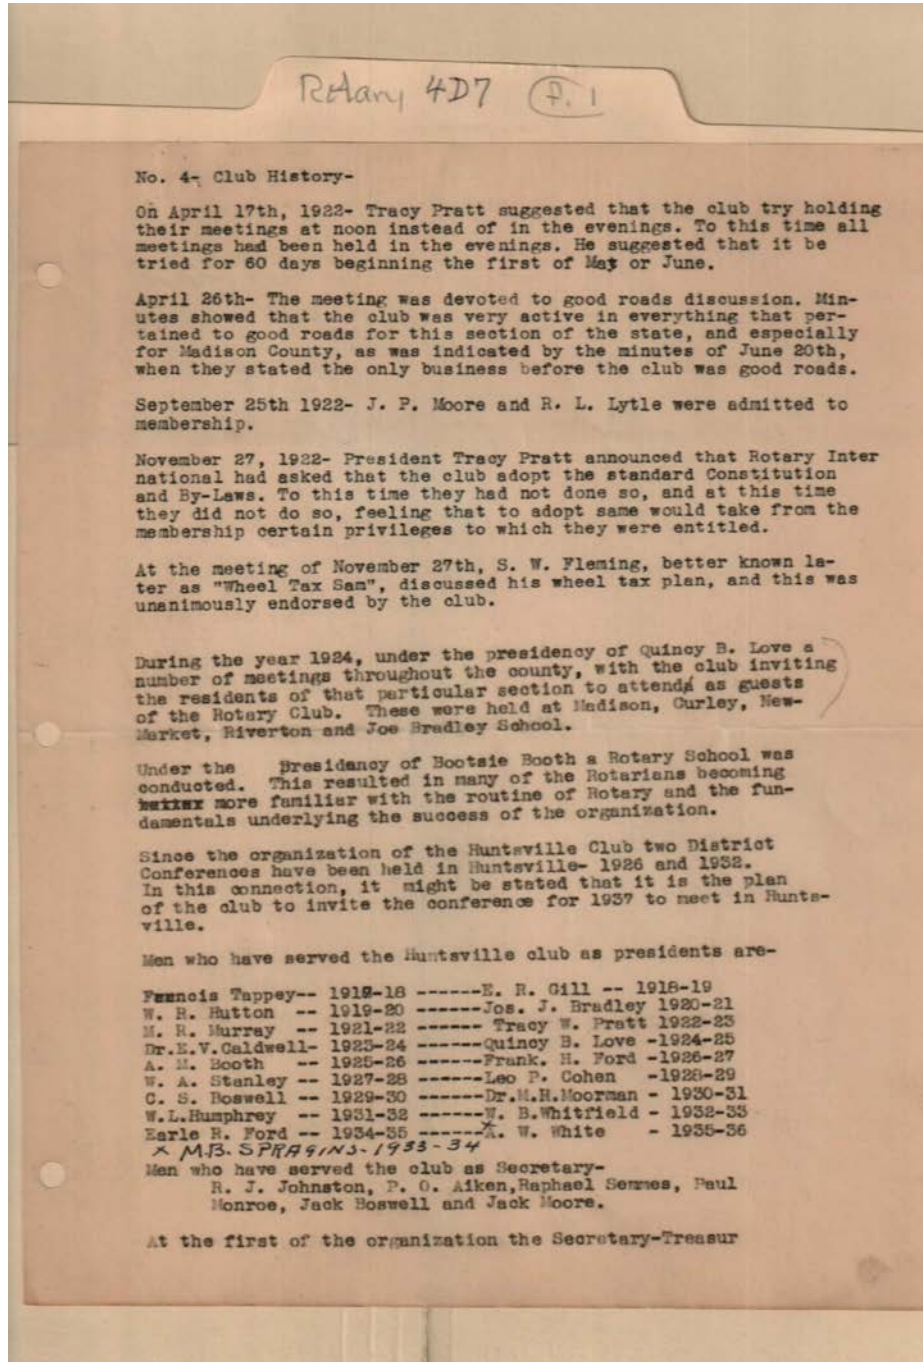 Rotary 4D7 P. 1
No. 4- Club History-
On April 17th, 1922- Tracy Pratt suggested that the club try holding
their meetings at noon instead of in the evenings. To this time all
meetings had been held in the evenings. He suggested that it be
tried for 60 days beginning the first of May or June.
April 26th- The meeting was devoted to good roads discussion. Min-
utes showed that the club was very active in everything that per-
tained to good roads for this section of the state, and especially
for Madison County, as was indicated by the minutes of June 20th,
when they stated the only business before the club was good roads.
September 25th 1922- J. P. Moore and R. L. Lytle were admitted to
membership.
November 27, 1922- President Tracy Pratt announced that Rotary Inter
national had asked that the club adopt the standard Constitution
and By-Laws. To this time they had not done so, and at this time
they did not do so, feeling that to adopt same would take from the
membership certain privileges to which they were entitled.
At the meeting of November 27th, S. W. Fleming, better known la-
ter as "Wheel Tax Sam", discussed his wheel tax plan, and this was
unanimously endorsed by the club.
During the year 1924, under the presidency of Quincy B. Love a
number of meetings throughout the county, with the club inviting
the residents of that particular section to attend as guests
of the Rotary Club. These were held at Madison, Gurley, New-
Market, Riverton and Joe Bradley School.
Under the Presidency of Bootsie Booth a Rotary School was
conducted. This resulted in many of the Rotarians becoming
better more familiar with the routine of Rotary and the fun-
damentals underlying the success of the organization.
Since the organization of the Huntsville Club two District
Conferences have been held in Huntsville- 1926 and 1932.
In this connection, it might be stated that it is the plan
of the club to invite the conference for 1937 to meet in Hunts-
ville.
Men who have served the Huntsville club as presidents are-
Francis Tappey-- 1917-18 ------E. R. Gill -- 1918-19
W. R. Hutton -- 1919-20 ------Jos. J. Bradley 1920-21
M. R. Murray -- 1921-22 ------ Tracy W. Pratt 1922-23
Dr.E.V.Caldwell- 1923-24 ------Quincy B. Love -1924-25
A. M. Booth -- 1925-26 ------Frank. H. Ford -1926-27
W. A. Stanley -- 1927-28 ------Leo P. Cohen -1928-29
C. S. Boswell -- 1929-30 ------Dr.M.H.Moorman - 1930-31
W.L.Humphrey -- 1931-32 ------W. B.Whitfield - 1932-33
Earle R. Ford -- 1934-35 ------A. W. White - 1935-36
x M.B. SPRAGINS-1933-34
Men who have served the club as Secretary-
R. J. Johnston, P. O. Aiken,Raphael Semmes, Paul
Monroe, Jack Boswell and Jack Moore.
At the first of the organization the Secretary-Treasur